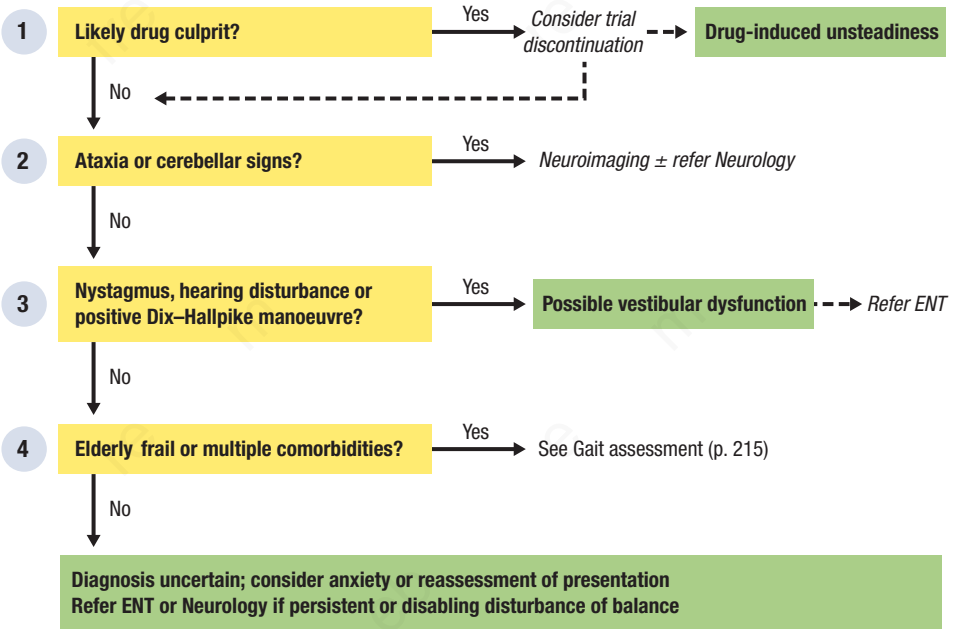 1
Likely drug culprit?
Yes
Consider trial
discontinuation
Drug-induced unsteadiness
No
2
Ataxia or cerebellar signs?
Yes
Neuroimaging ± refer Neurology
No
3
Nystagmus, hearing disturbance or
positive Dix–Hallpike manoeuvre?
Yes
Possible vestibular dysfunction
Refer ENT
No
4
Elderly frail or multiple comorbidities?
Yes
See Gait assessment (p. 215)
No
Diagnosis uncertain; consider anxiety or reassessment of presentation
Refer ENT or Neurology if persistent or disabling disturbance of balance